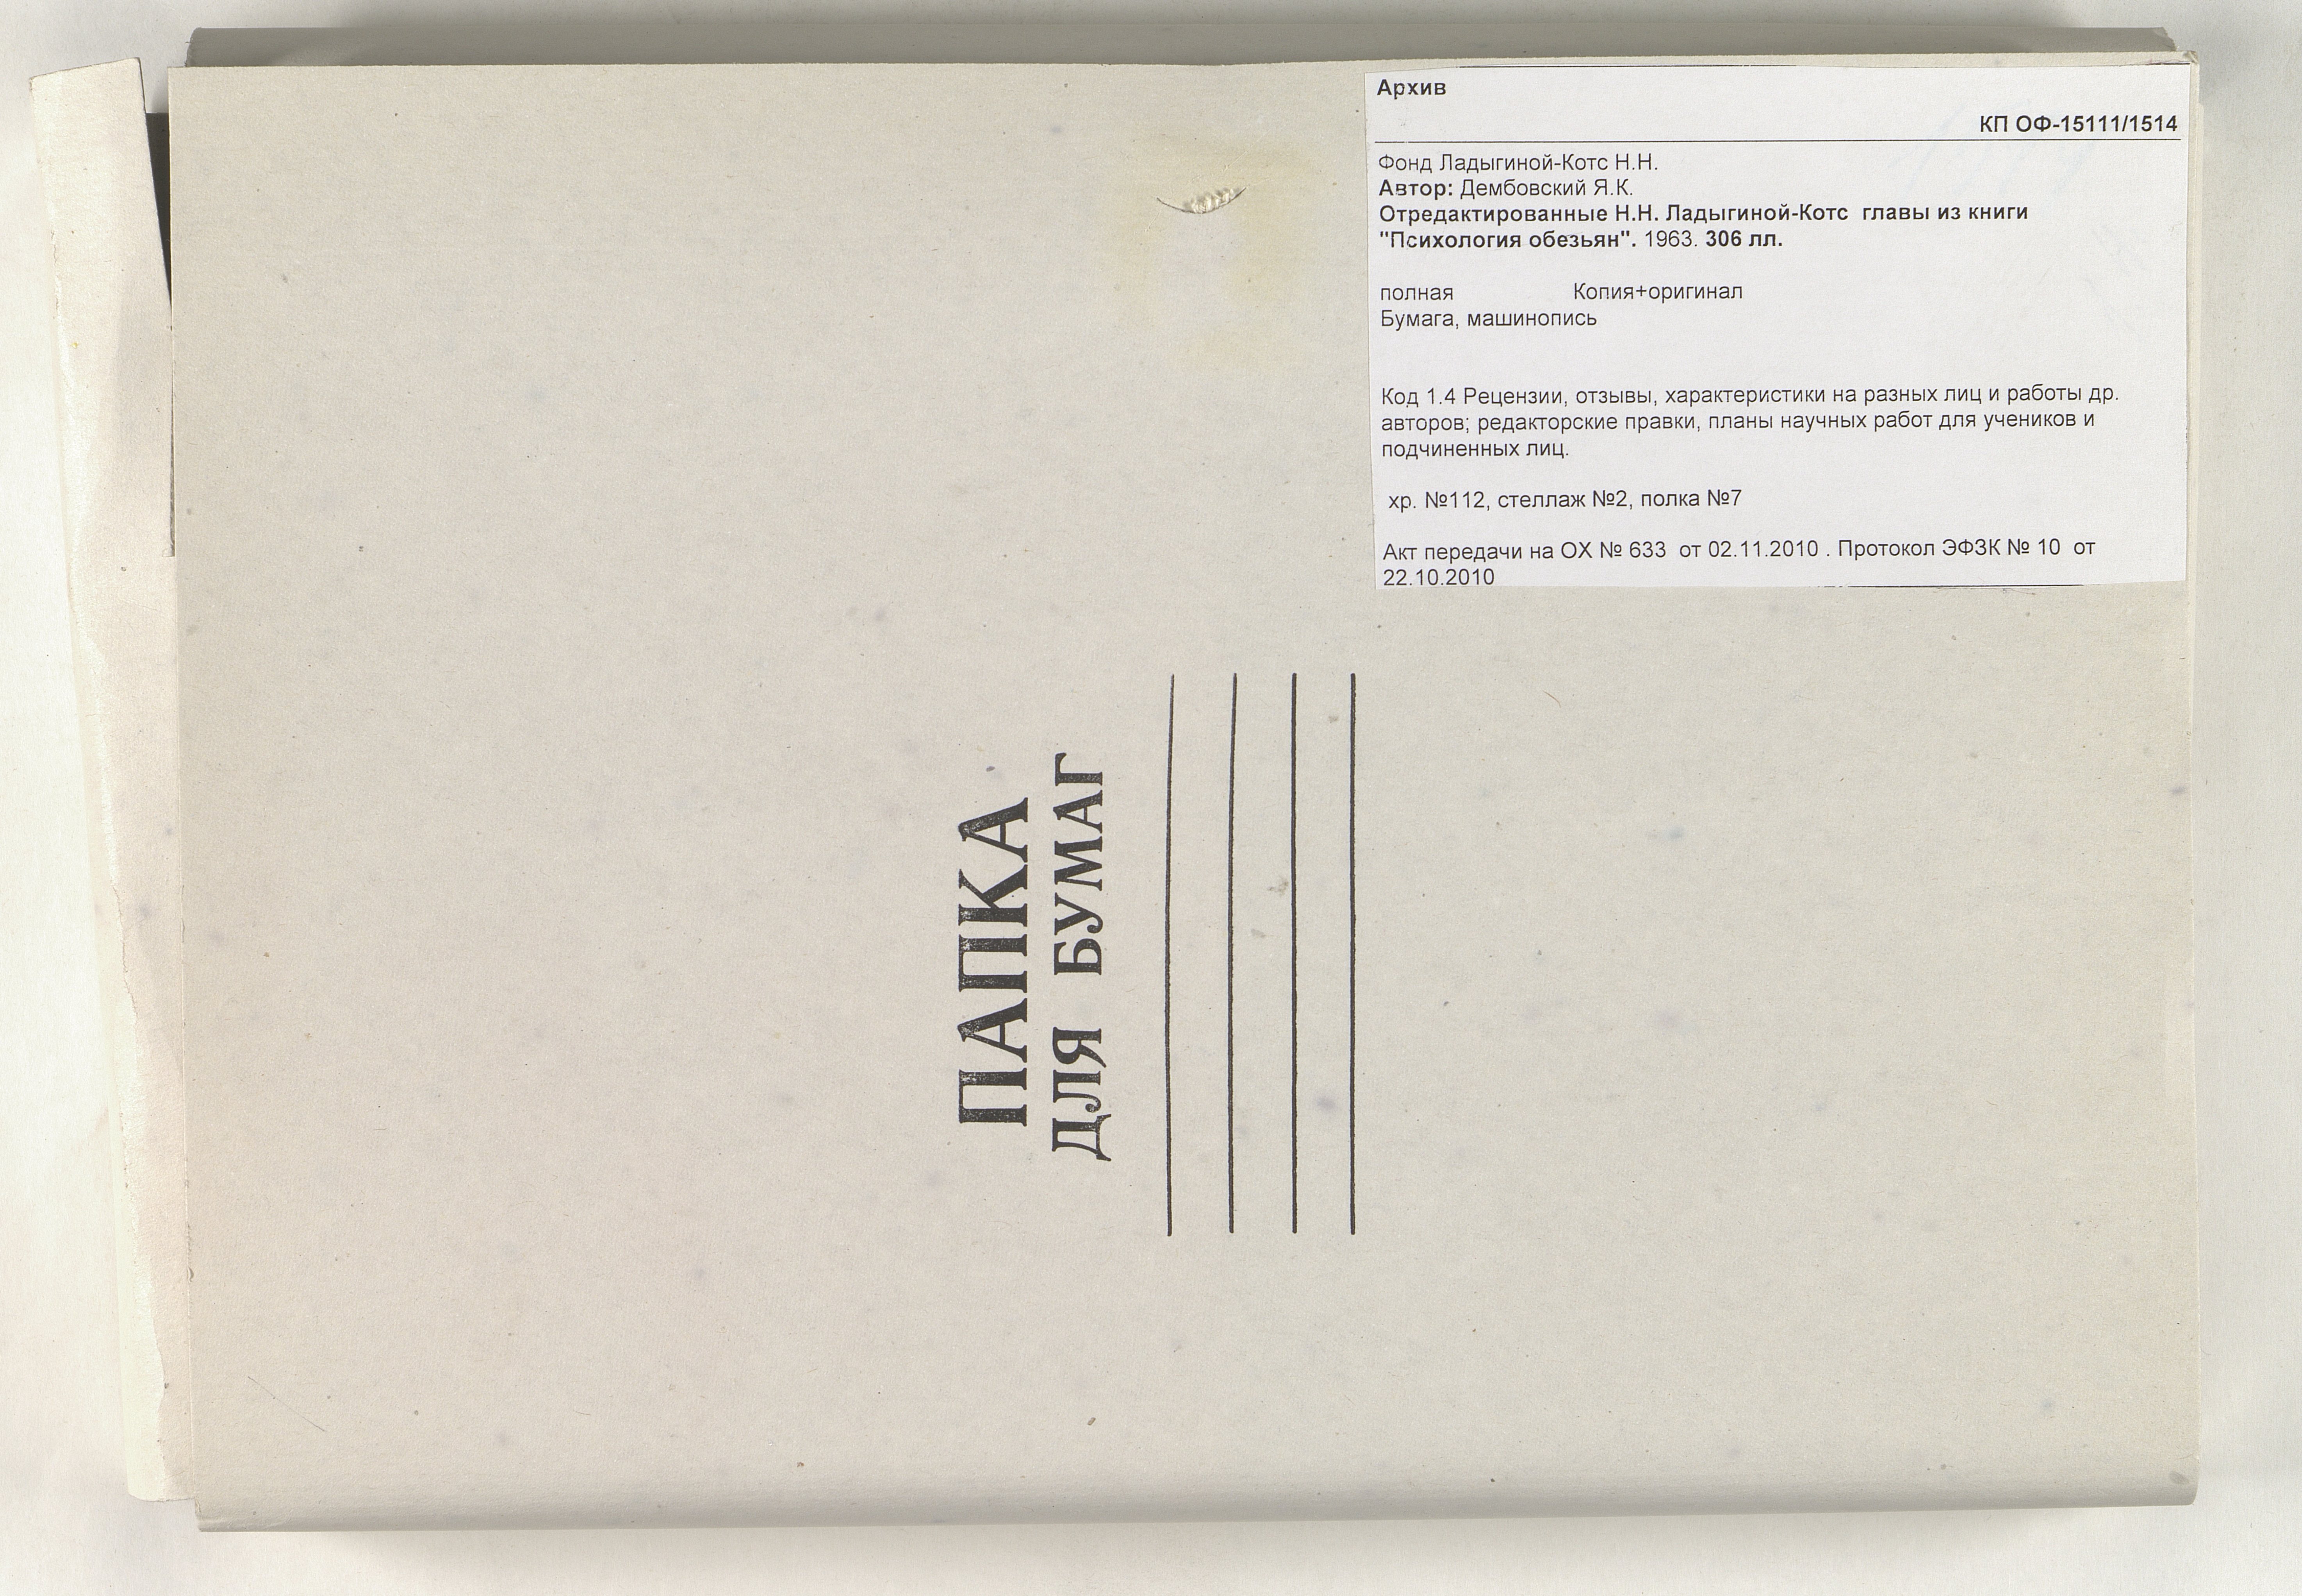 Архив
КП ОФ-15111/1514
Фонд Ладыгиной-Котс Н.Н.
Автор: Дембовский Я.К.
Отредактированные Н.Н. Ладыгиной-Котс  главы из книги
"Психология обезьян". 1963. 306 лл.
полная Копия+оригинал
Бумага, машинопись
Код 1.4 Рецензии, отзывы, характеристики на разных лиц и работы др.
авторов; редакторские правки, планы научных работ для учеников и
подчиненных лиц.
хр. №112, стеллаж №2, полка №7
Акт передачи на ОХ № 633  от 02.11.2010 . Протокол ЭФЗК № 10  от
22.10.2010
ПАПКА
ДЛЯ БУМАГ